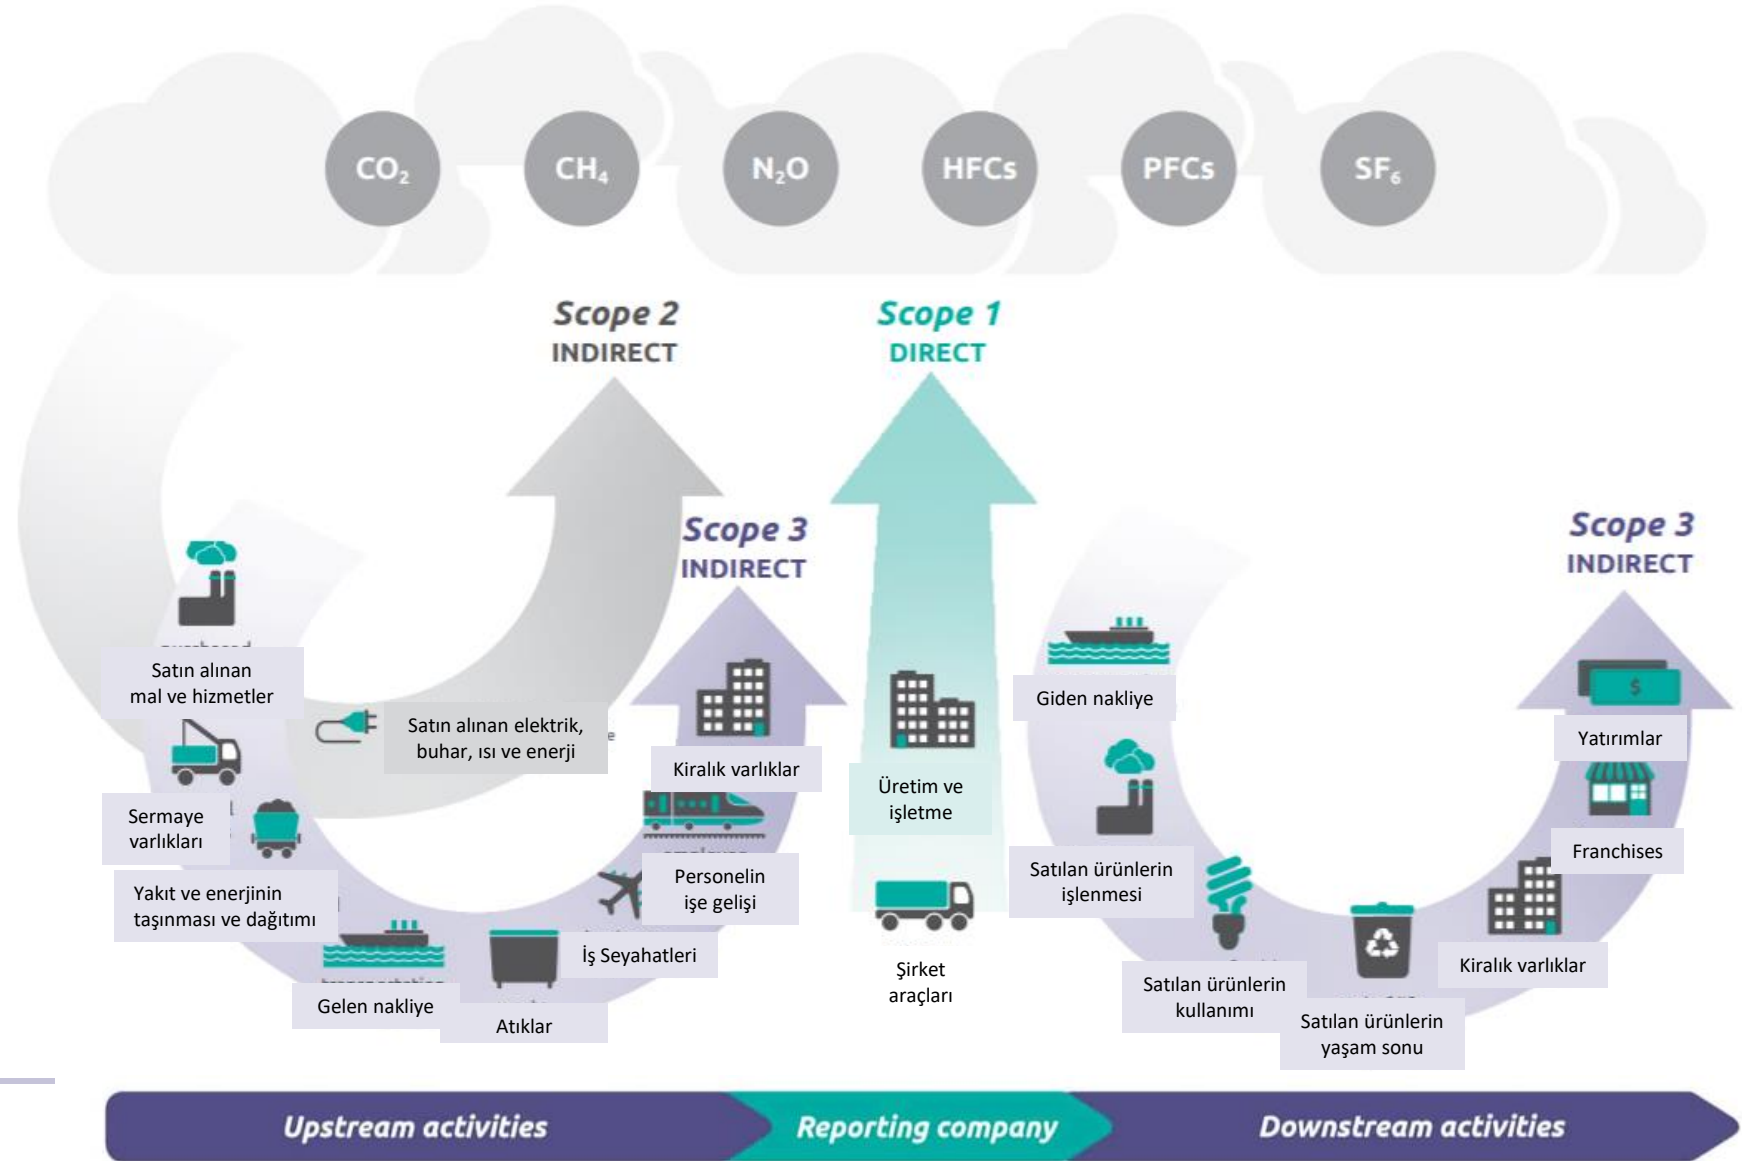 CO₂
CH₄
N₂O
HFCs
PFCs
SF₆
Scope 2
INDIRECT
Scope 1
DIRECT
Scope 3
INDIRECT
Scope 3
INDIRECT
Satın alınan
mal ve hizmetler
Satın alınan elektrik,
buhar, ısı ve enerji
Sermaye
varlıkları
Yakıt ve enerjinin
taşınması ve dağıtımı
Gelen nakliye
Atıklar
İş Seyahatleri
Personelin
işe gelişi
Kiralık varlıklar
Üretim ve
işletme
Şirket
araçları
Giden nakliye
Satılan ürünlerin
işlenmesi
Satılan ürünlerin
kullanımı
Satılan ürünlerin
yaşam sonu
Kiralık varlıklar
Franchises
Yatırımlar
$
Upstream activities
Reporting company
Downstream activities